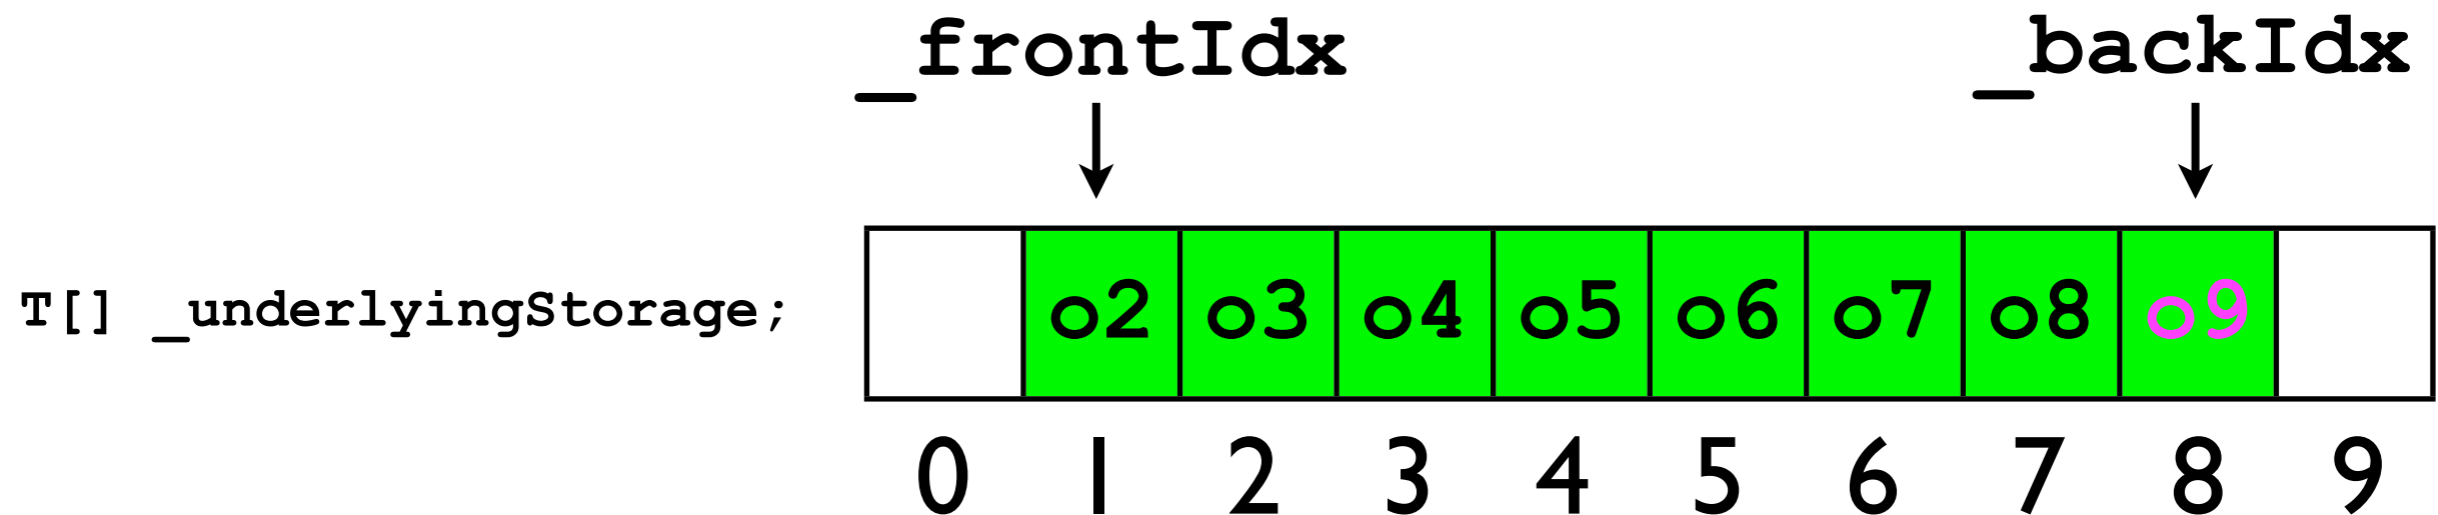 _frontIdx _backIdx
T[] _underlyingStorage; o2 o3 o4 o5 o6 o7 o8 o9
0 1 2 3 4 5 6 7 8 9